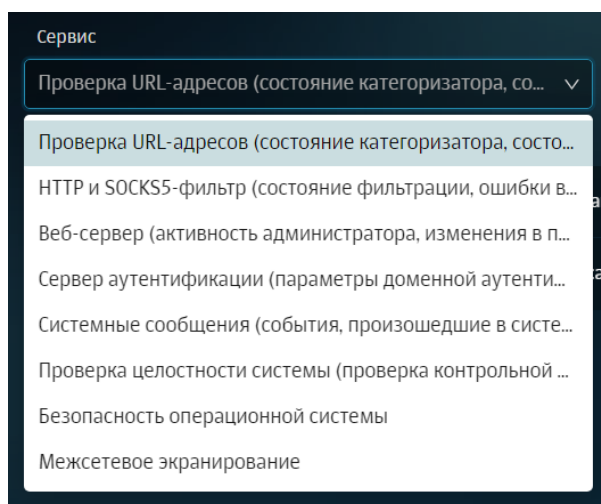 Сервис
Проверка URL-адресов (состояние категоризатора, со...
Проверка URL-адресов (состояние категоризатора, состо...
HTTP и SOCKS5-фильтр (состояние фильтрации, ошибки в...
Веб-сервер (активность администратора, изменения в п...
Сервер аутентификации (параметры доменной аутенти...
Системные сообщения (события, произошедшие в систе...
Проверка целостности системы (проверка контрольной ...
Безопасность операционной системы
Межсетевое экранирование